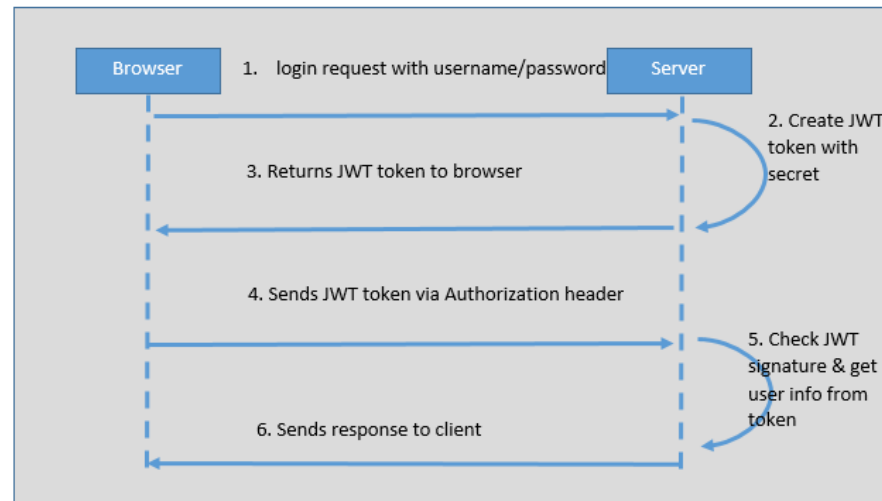 Browser
1. login request with username/password
Server
2. Create JWT
token with
secret
3. Returns JWT token to browser
4. Sends JWT token via Authorization header
5. Check JWT
signature & get
user info from
token
6. Sends response to client